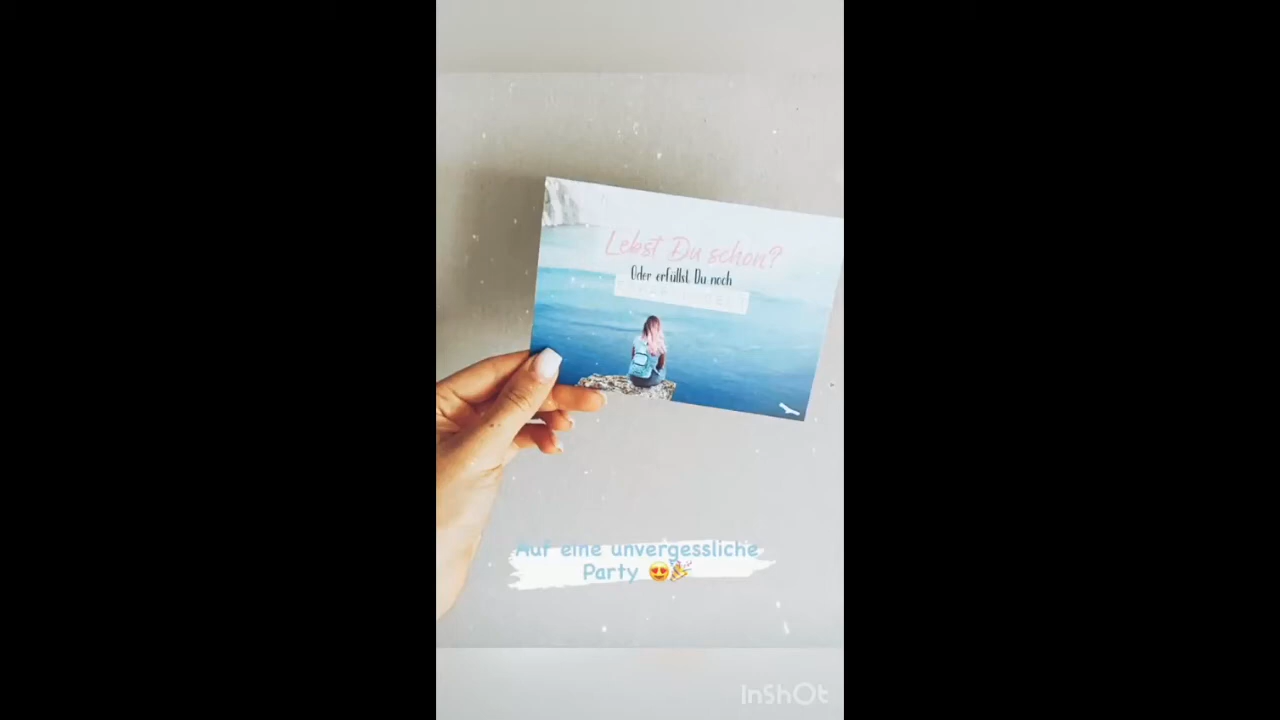 Lebst Du schon?
Oder erfüllst Du noch
Auf eine unvergessliche
Party 😍🎉
InShOt